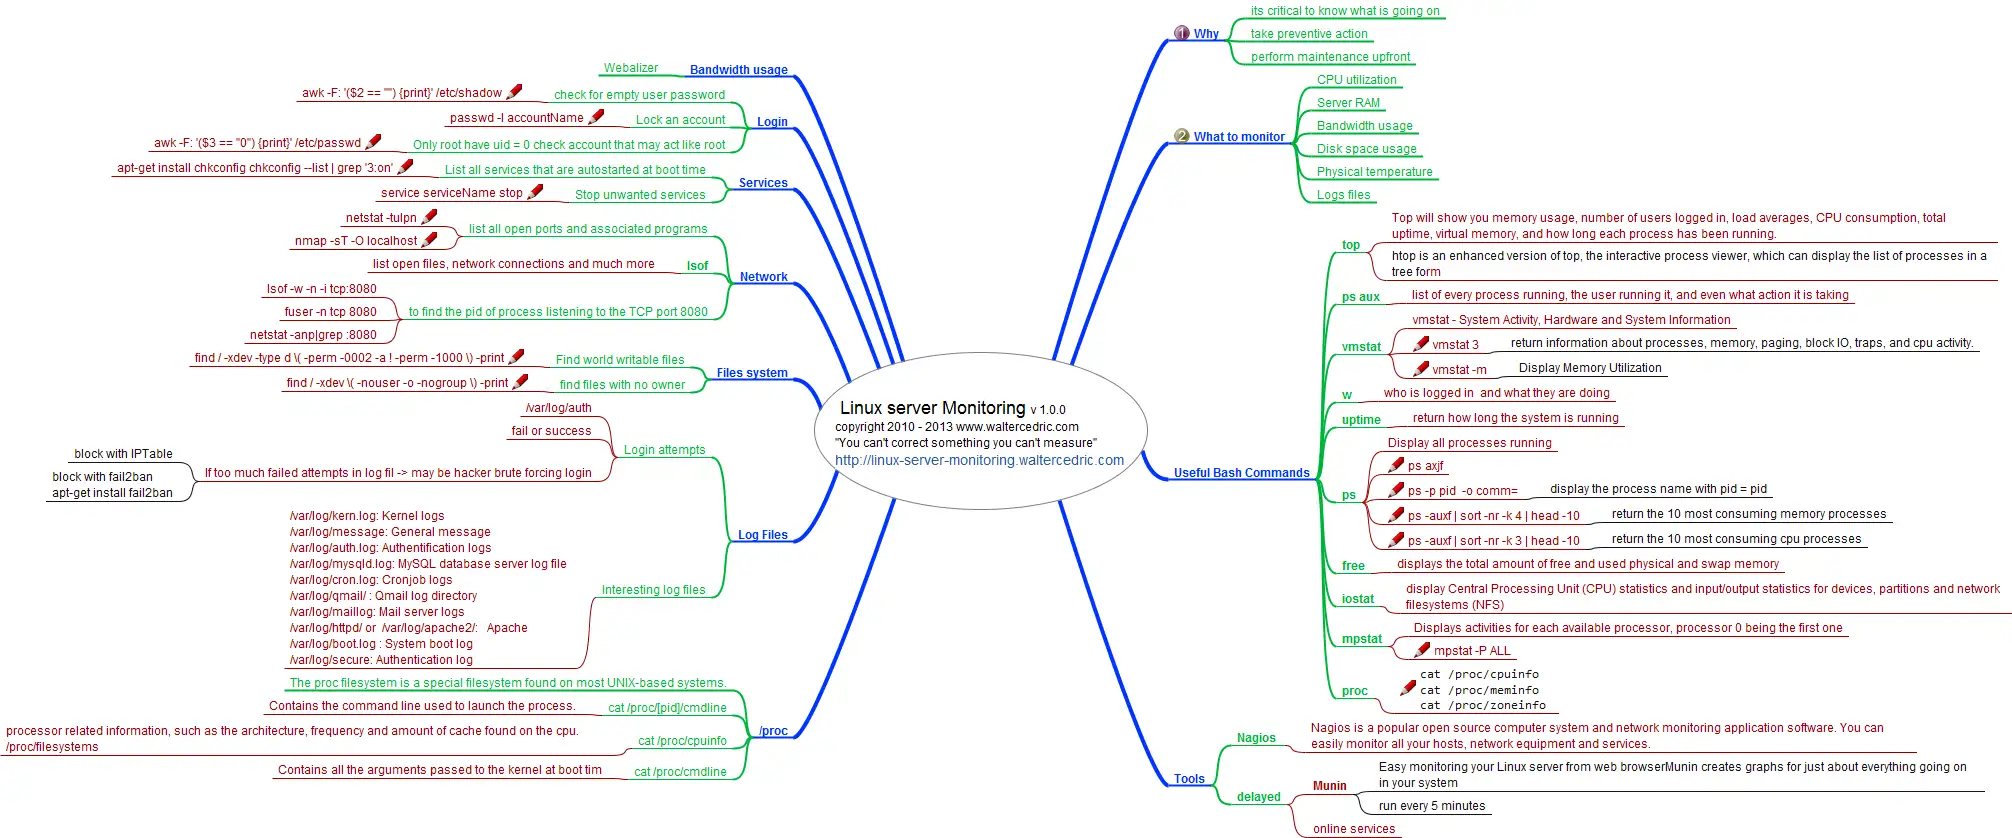 Linux server Monitoring v 1.0.0
copyright 2010 - 2013 www.waltercedric.com
"You can't correct something you can't measure"
http://linux-server-monitoring.waltercedric.com
1 Why
its critical to know what is going on
take preventive action
perform maintenance upfront
2 What to monitor
CPU utilization
Server RAM
Bandwidth usage
Disk space usage
Physical temperature
Logs files
Useful Bash Commands
top
Top will show you memory usage, number of users logged in, load averages, CPU consumption, total
uptime, virtual memory, and how long each process has been running.
htop is an enhanced version of top, the interactive process viewer, which can display the list of processes in a
tree form
ps aux
list of every process running, the user running it, and even what action it is taking
vmstat
vmstat - System Activity, Hardware and System Information
vmstat 3
return information about processes, memory, paging, block IO, traps, and cpu activity.
vmstat -m
Display Memory Utilization
w
who is logged in  and what they are doing
uptime
return how long the system is running
ps
Display all processes running
ps axjf
ps -p pid  -o comm=
display the process name with pid = pid
ps -auxf | sort -nr -k 4 | head -10
return the 10 most consuming memory processes
ps -auxf | sort -nr -k 3 | head -10
return the 10 most consuming cpu processes
free
displays the total amount of free and used physical and swap memory
iostat
display Central Processing Unit (CPU) statistics and input/output statistics for devices, partitions and network
filesystems (NFS)
mpstat
Displays activities for each available processor, processor 0 being the first one
mpstat -P ALL
proc
cat /proc/cpuinfo
cat /proc/meminfo
cat /proc/zoneinfo
Tools
Nagios
Nagios is a popular open source computer system and network monitoring application software. You can
easily monitor all your hosts, network equipment and services.
delayed
Munin
Easy monitoring your Linux server from web browserMunin creates graphs for just about everything going on
in your system
run every 5 minutes
online services
Bandwidth usage
Webalizer
Login
check for empty user password
awk -F: '($2 == "") {print}' /etc/shadow
Lock an account
passwd -l accountName
Only root have uid = 0 check account that may act like root
awk -F: '($3 == "0") {print}' /etc/passwd
Services
List all services that are autostarted at boot time
apt-get install chkconfig chkconfig --list | grep '3:on'
Stop unwanted services
service serviceName stop
Network
list all open ports and associated programs
netstat -tulpn
nmap -sT -O localhost
lsof
list open files, network connections and much more
to find the pid of process listening to the TCP port 8080
lsof -w -n -i tcp:8080
fuser -n tcp 8080
netstat -anp|grep :8080
Files system
Find world writable files
find / -xdev -type d \( -perm -0002 -a ! -perm -1000 \) -print
find files with no owner
find / -xdev \( -nouser -o -nogroup \) -print
Log Files
Login attempts
/var/log/auth
fail or success
If too much failed attempts in log fil -> may be hacker brute forcing login
block with IPTable
block with fail2ban
apt-get install fail2ban
Interesting log files
/var/log/kern.log: Kernel logs
/var/log/message: General message
/var/log/auth.log: Authentification logs
/var/log/mysqld.log: MySQL database server log file
/var/log/cron.log: Cronjob logs
/var/log/qmail/ : Qmail log directory
/var/log/maillog: Mail server logs
/var/log/httpd/ or  /var/log/apache2/:   Apache
/var/log/boot.log : System boot log
/var/log/secure: Authentication log
/proc
The proc filesystem is a special filesystem found on most UNIX-based systems.
cat /proc/[pid]/cmdline
Contains the command line used to launch the process.
cat /proc/cpuinfo
processor related information, such as the architecture, frequency and amount of cache found on the cpu.
/proc/filesystems
cat /proc/cmdline
Contains all the arguments passed to the kernel at boot tim